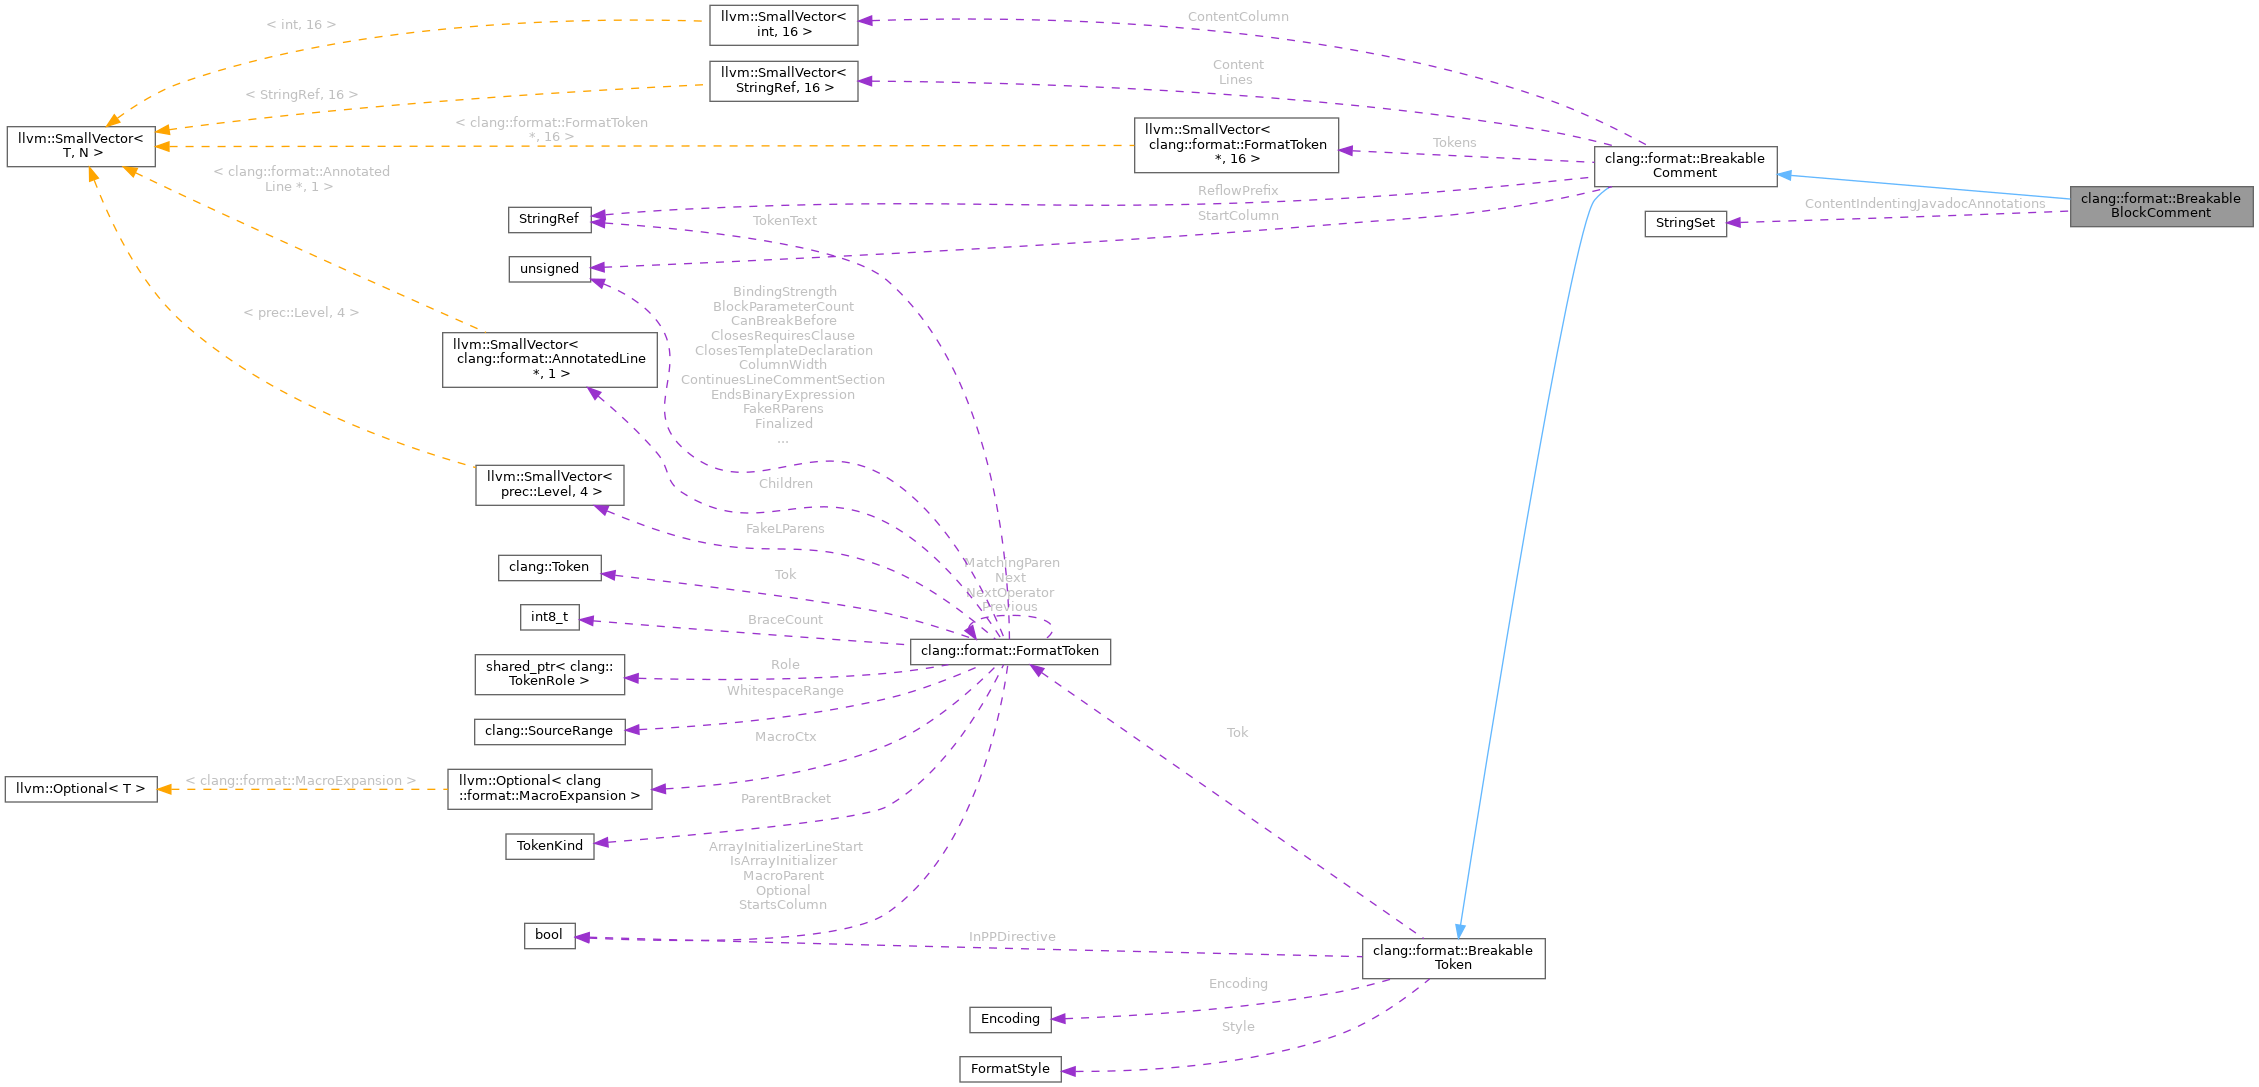 llvm::SmallVector<
int, 16 >
ContentColumn
< int, 16 >
Content
Lines
llvm::SmallVector<
StringRef, 16 >
< StringRef, 16 >
< clang::format::FormatToken
*, 16 >
llvm::SmallVector<
clang::format::FormatToken
*, 16 >
Tokens
llvm::SmallVector<
T, N >
clang::format::Breakable
Comment
< clang::format::Annotated
Line *, 1 >
ReflowPrefix
clang::format::Breakable
BlockComment
ContentIndentingJavadocAnnotations
StringRef
TokenText
StartColumn
StringSet
unsigned
BindingStrength
BlockParameterCount
CanBreakBefore
ClosesRequiresClause
ClosesTemplateDeclaration
ColumnWidth
ContinuesLineCommentSection
EndsBinaryExpression
FakeRParens
Finalized
...
< prec::Level, 4 >
llvm::SmallVector<
clang::format::AnnotatedLine
*, 1 >
llvm::SmallVector<
prec::Level, 4 >
Children
FakeLParens
clang::Token
Tok
MatchingParen
Next
NextOperator
Previous
int8_t
BraceCount
clang::format::FormatToken
shared_ptr< clang::
TokenRole >
Role
WhitespaceRange
clang::SourceRange
MacroCtx
Tok
llvm::Optional< T >
< clang::format::MacroExpansion >
llvm::Optional< clang
::format::MacroExpansion >
ParentBracket
TokenKind
ArrayInitializerLineStart
IsArrayInitializer
MacroParent
Optional
StartsColumn
bool
InPPDirective
clang::format::Breakable
Token
Encoding
Encoding
Style
FormatStyle